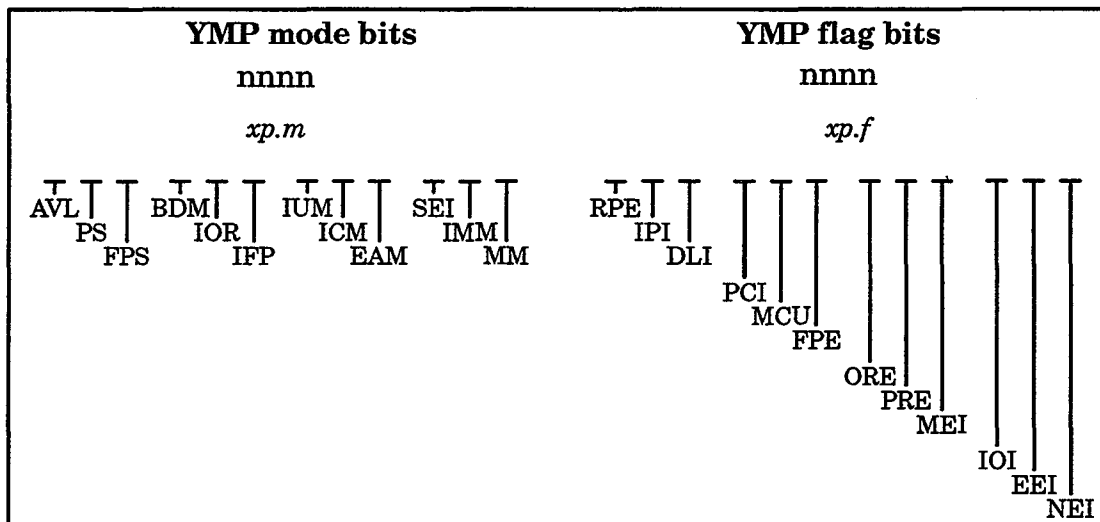 YMP mode bits
nnnn
xp.m
AVL BDM IUM SEI
PS IOR ICM IMM
FPS IFP EAM MM
YMP flag bits
nnnn
xp.f
RPE
IPI
DLI
PCI
MCU
FPE
ORE
PRE
MEI
IOI
EEI
NEI